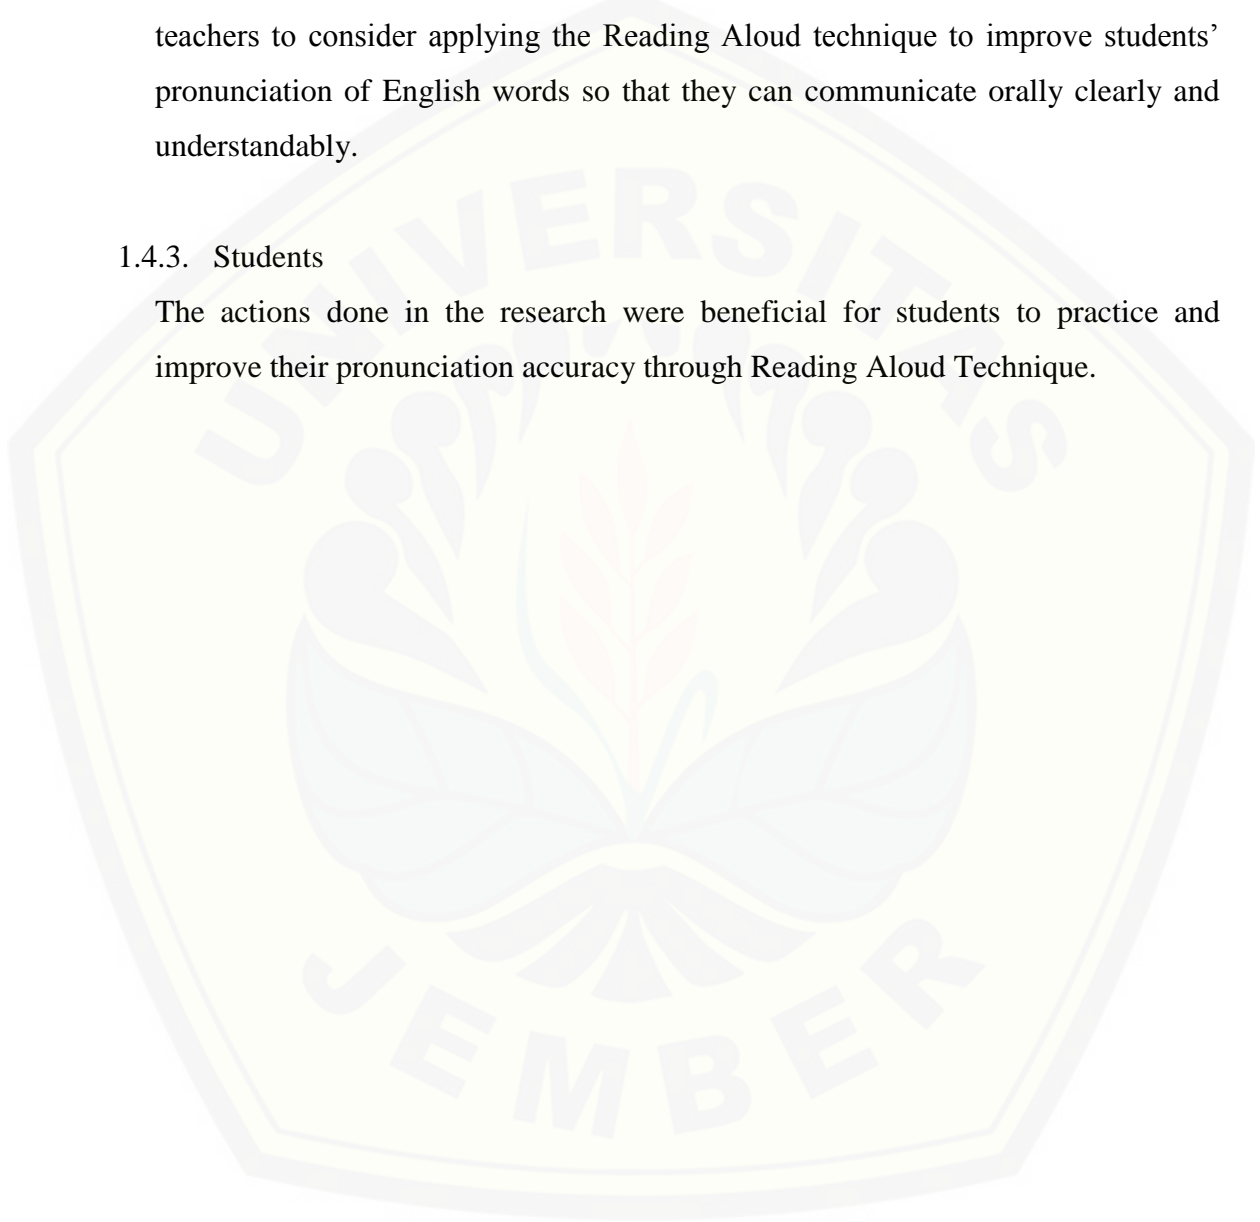 teachers to consider applying the Reading Aloud technique to improve students’
pronunciation of English words so that they can communicate orally clearly and
understandably.
1.4.3. Students
The actions done in the research were beneficial for students to practice and
improve their pronunciation accuracy through Reading Aloud Technique.
UNIVERSITAS
JEMBER